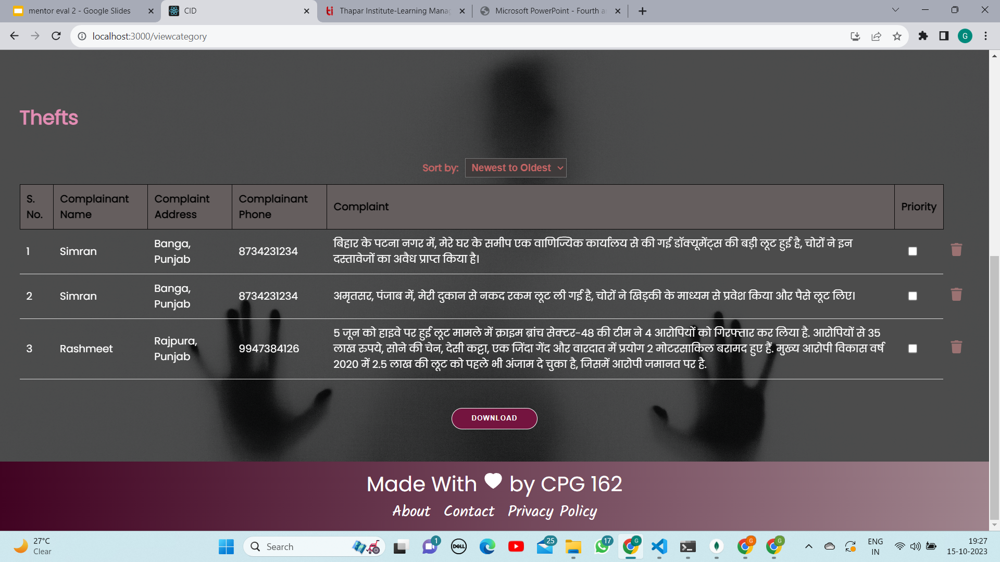 mentor eval 2 - Google Slides
CID
Thapar Institute-Learning Manag
Microsoft PowerPoint - Fourth a
localhost:3000/viewcategory
G
Thefts
Sort by: Newest to Oldest
S. No.
Complainant Name
Complaint Address
Complainant Phone
Complaint
Priority
1
Simran
Banga,
Punjab
8734231234
बिहार के पटना नगर में, मेरे घर के समीप एक वाणिज्यिक कार्यालय से की गई डॉक्यूमेंट्स की बड़ी लूट हुई है, चोरों ने इन
दस्तावेजों का अवैध प्राप्त किया है।
2
Simran
Banga,
Punjab
8734231234
अमृतसर, पंजाब में, मेरी दुकान से नकद रकम लूट ली गई है, चोरों ने खिड़की के माध्यम से प्रवेश किया और पैसे लूट लिए।
3
Rashmeet
Rajpura,
Punjab
9947384126
5 जून को हाइवे पर हुई लूट मामले में क्राइम ब्रांच सेक्टर-48 की टीम ने 4 आरोपियों को गिरफ्तार कर लिया है. आरोपियों से 35
लाख रुपये, सोने की चेन, देसी कट्टा, एक जिंदा गेंद और वारदात में प्रयोग 2 मोटरसाकिल बरामद हुए हैं. मुख्य आरोपी विकास वर्ष
2020 में 2.5 लाख की लूट को पहले भी अंजाम दे चुका है, जिसमें आरोपी जमानत पर है.
DOWNLOAD
Made With by CPG 162
About Contact Privacy Policy
27°C
Clear
Search
1
DELL
25
17
G
G
G
ENG
IN
19:27
15-10-2023